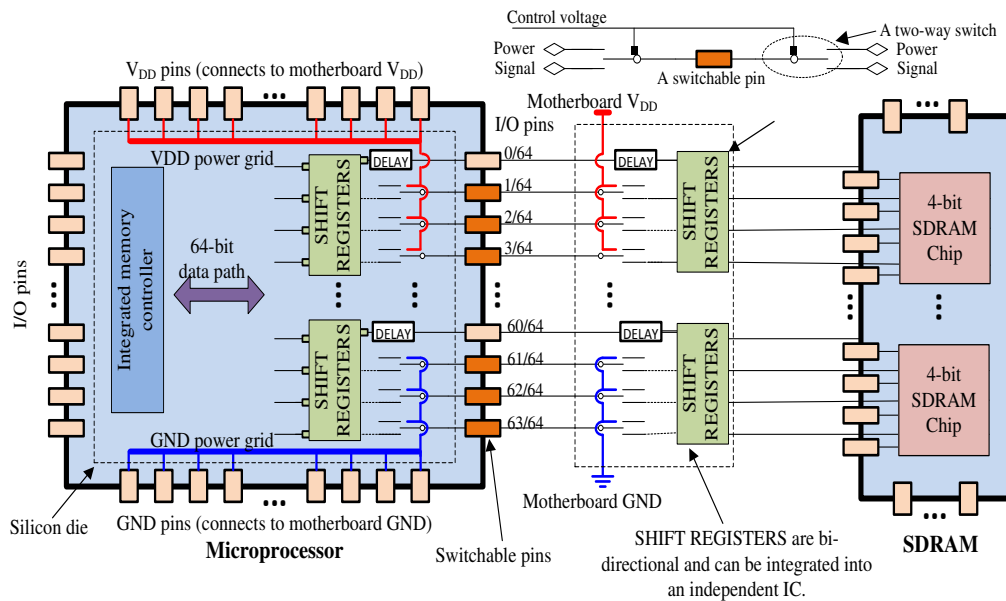 Control voltage
A two-way switch
Power
Signal
Power
Signal
A switchable pin
V_DD pins (connects to motherboard V_DD)
Motherboard V_DD
I/O pins
VDD power grid
DELAY
0/64
DELAY
1/64
2/64
3/64
SHIFT
REGISTERS
SHIFT
REGISTERS
4-bit
SDRAM
Chip
Integrated memory
controller
64-bit
data path
I/O pins
DELAY
60/64
DELAY
61/64
62/64
63/64
SHIFT
REGISTERS
SHIFT
REGISTERS
4-bit
SDRAM
Chip
GND power grid
Silicon die
GND pins (connects to motherboard GND)
Microprocessor
Switchable pins
Motherboard GND
SHIFT REGISTERS are bi-
directional and can be integrated into
an independent IC.
SDRAM